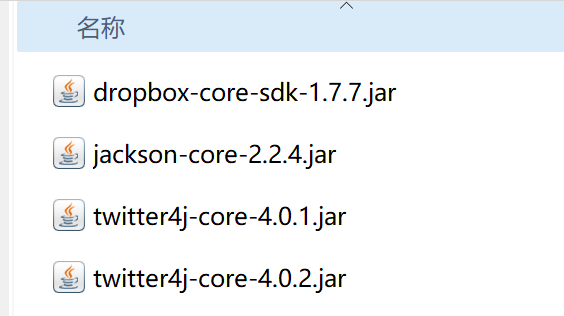 名称
dropbox-core-sdk-1.7.7.jar
jackson-core-2.2.4.jar
twitter4j-core-4.0.1.jar
twitter4j-core-4.0.2.jar